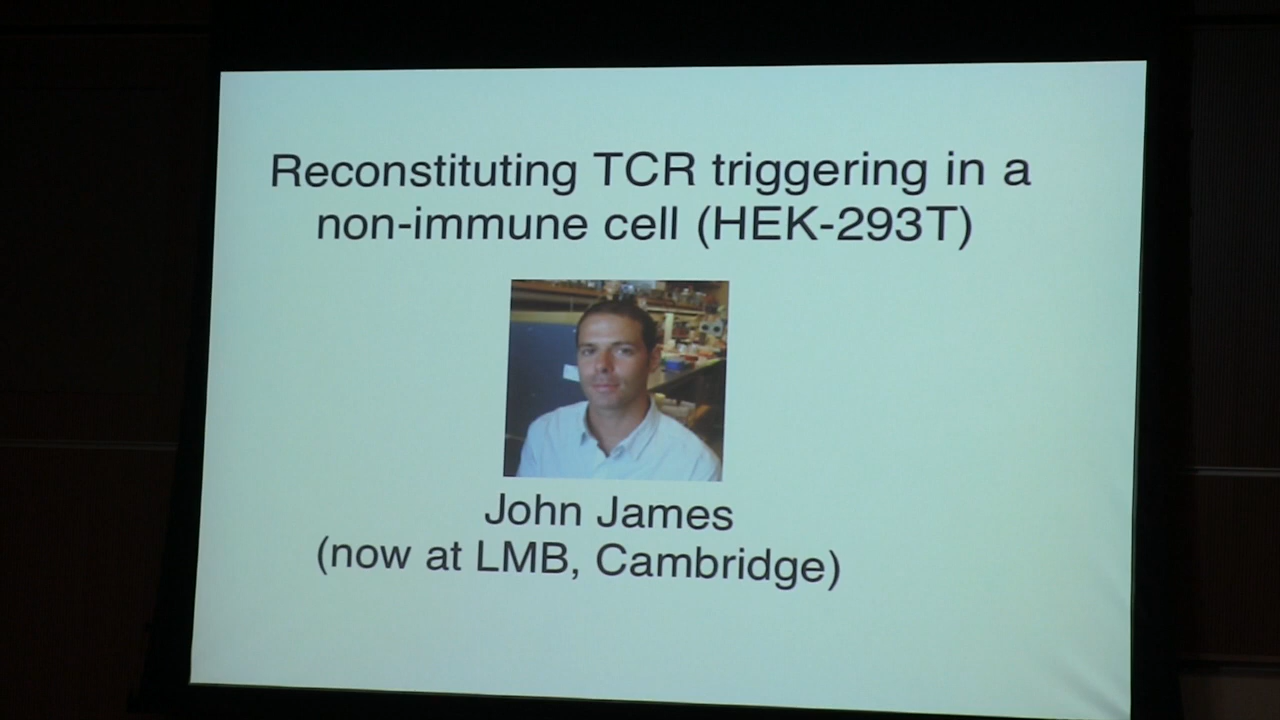 Reconstituting TCR triggering in a
non-immune cell (HEK-293T)
John James
(now at LMB, Cambridge)